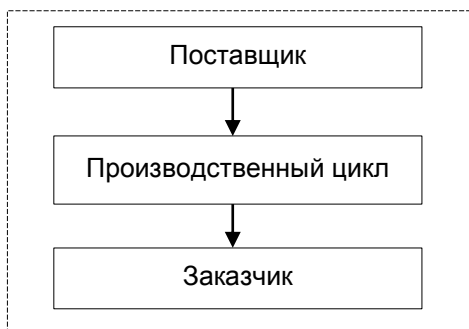 Поставщик
Производственный цикл
Заказчик